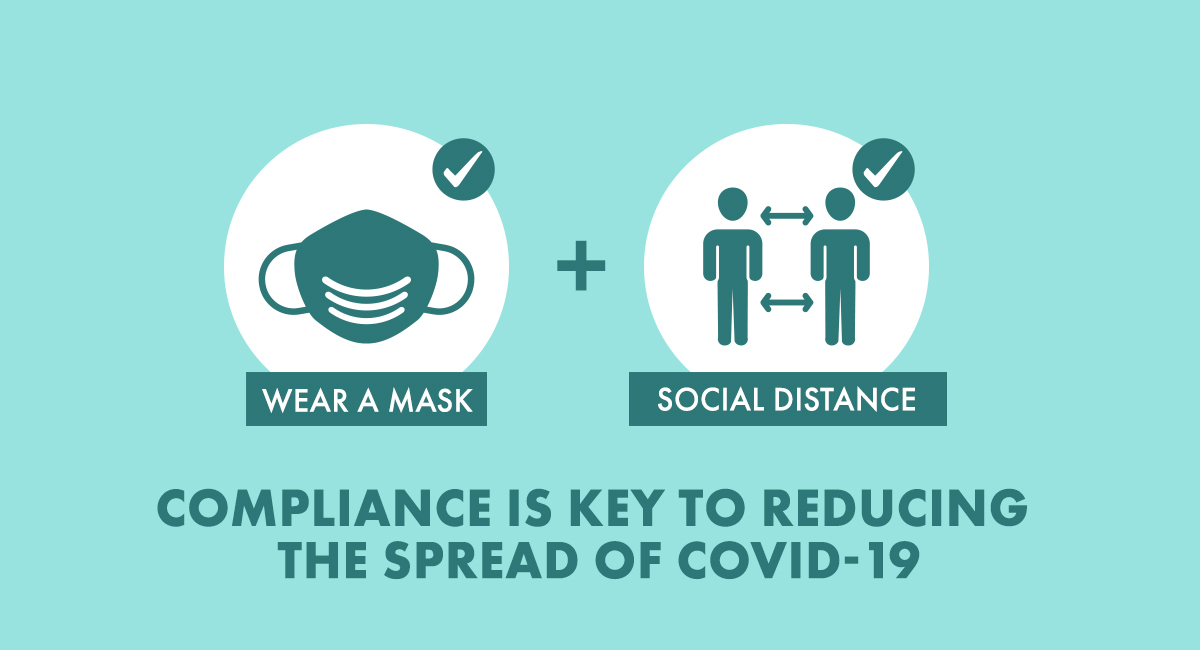 WEAR A MASK
SOCIAL DISTANCE
COMPLIANCE IS KEY TO REDUCING
THE SPREAD OF COVID-19